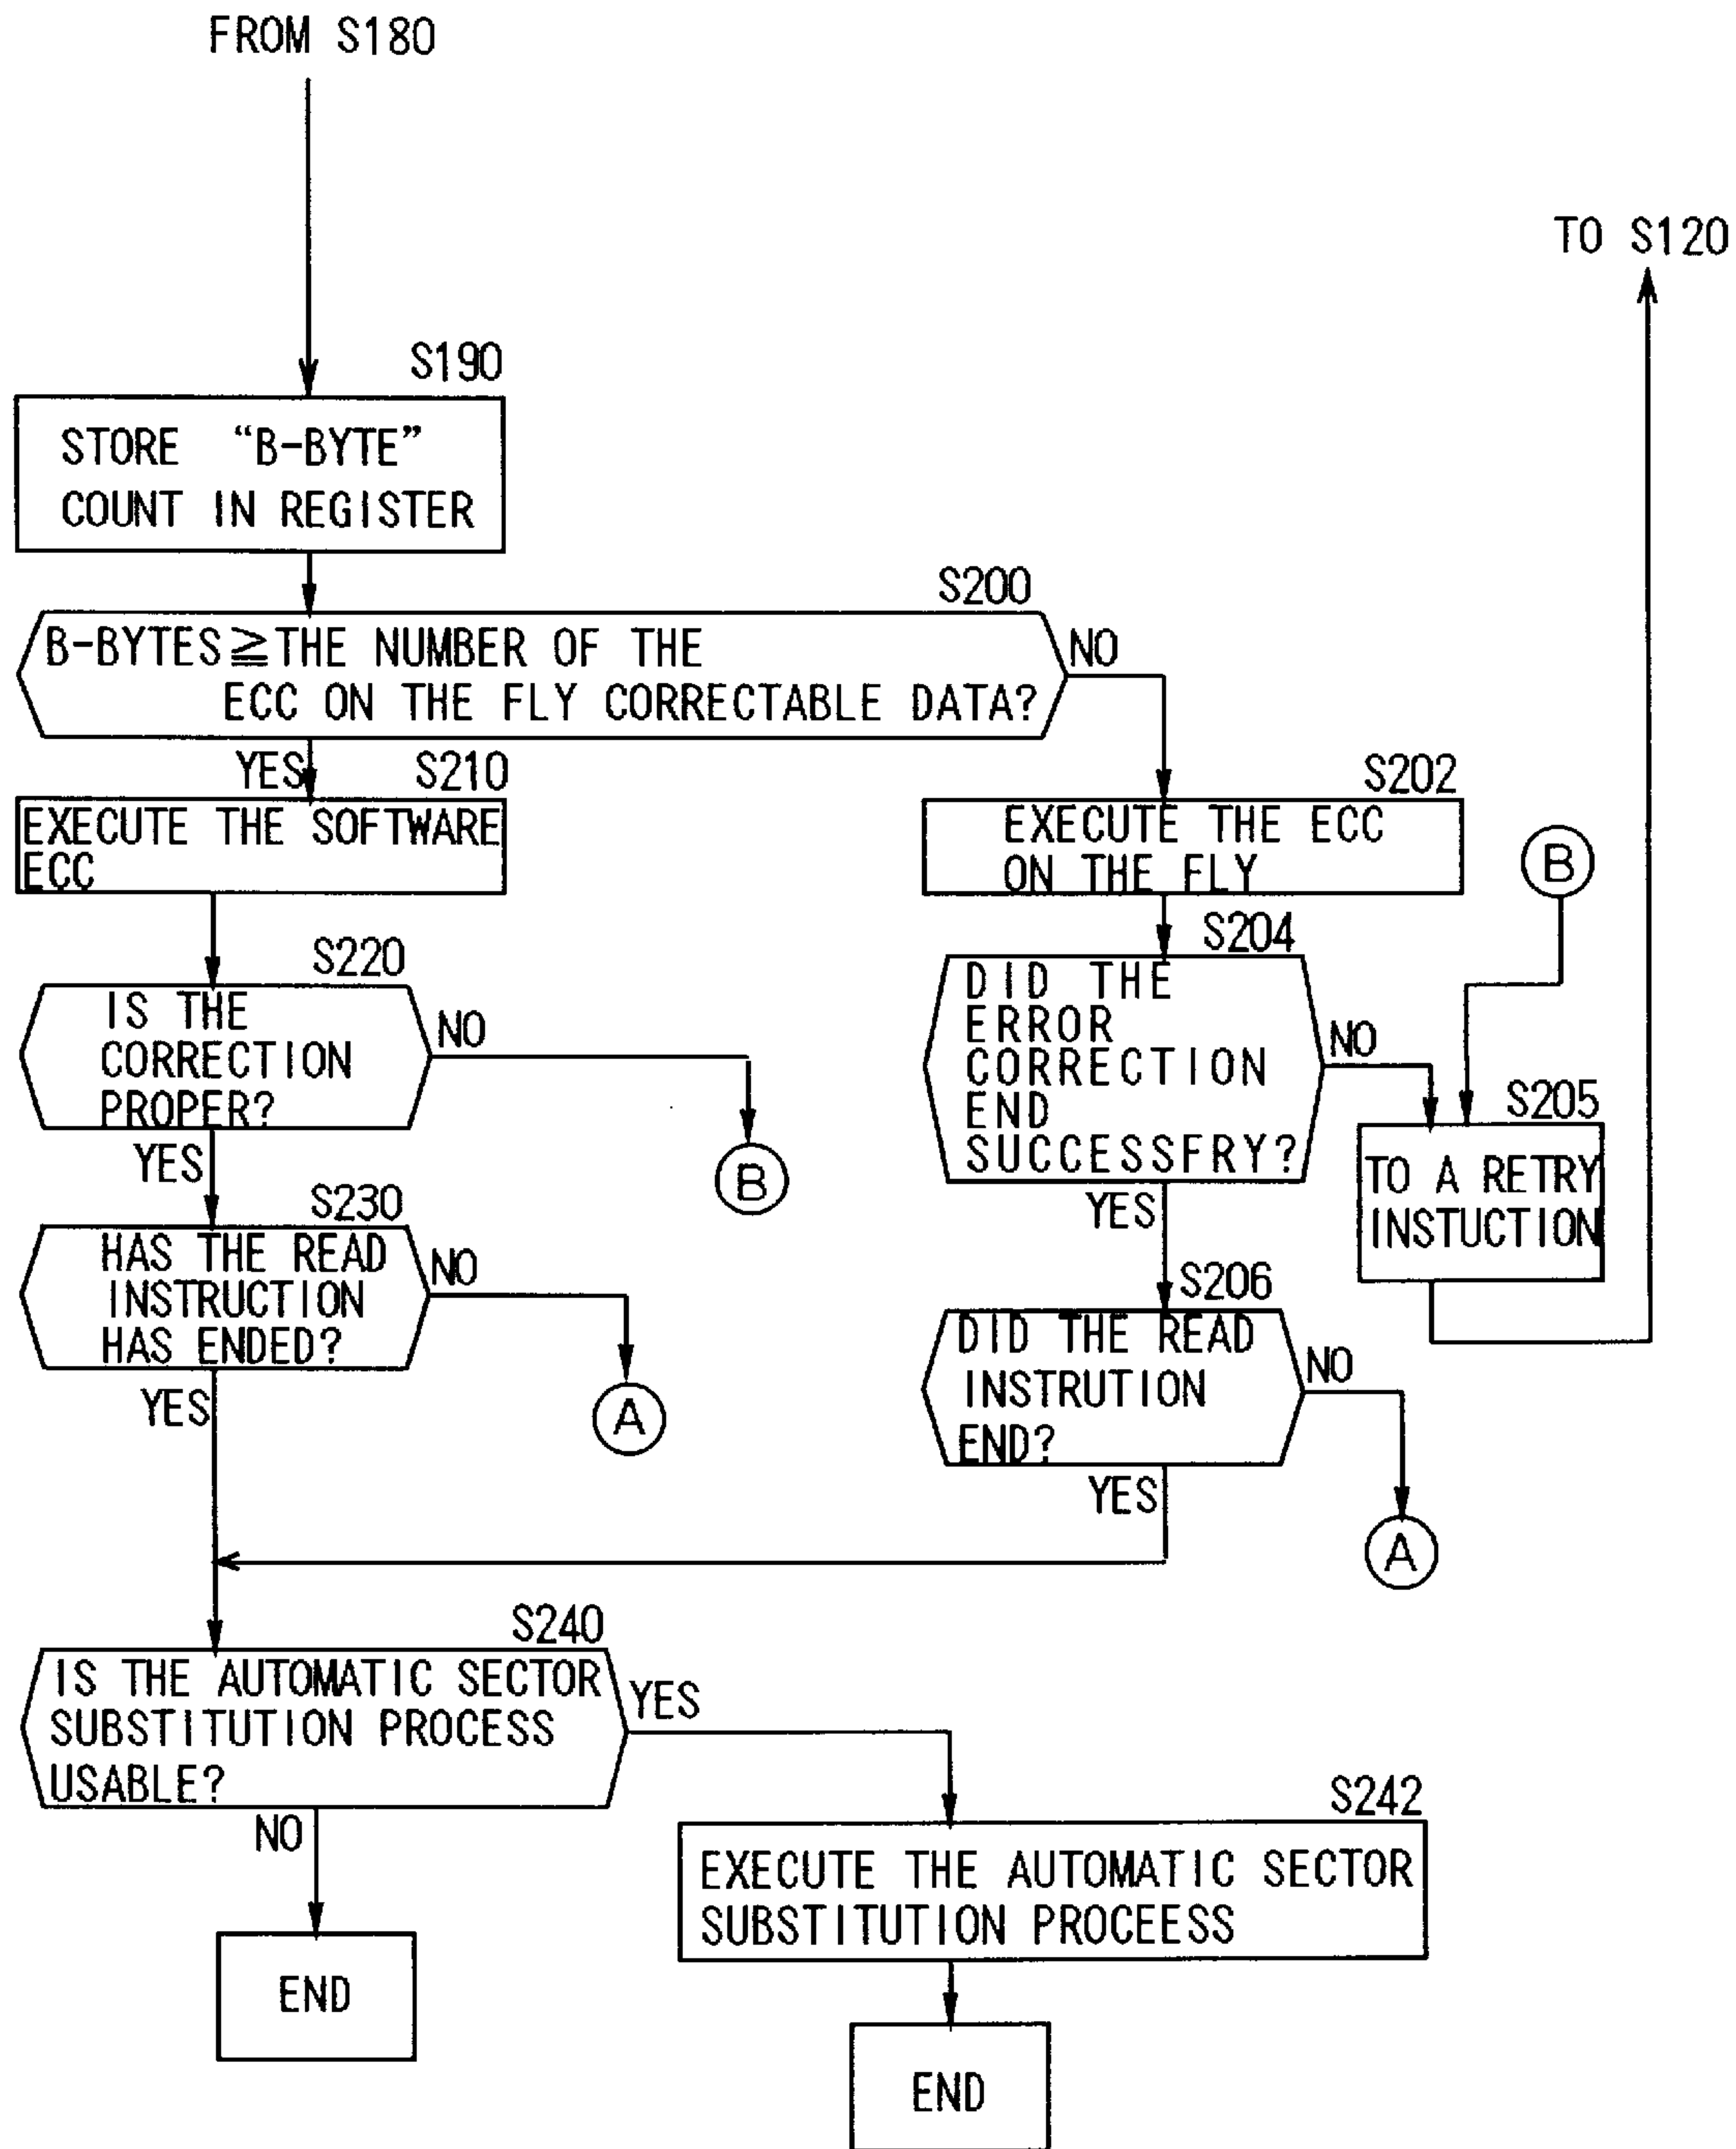 FROM S180
TO S120
S190
STORE “B-BYTE”
COUNT IN REGISTER
S200
B-BYTES≧THE NUMBER OF THE
ECC ON THE FLY CORRECTABLE DATA?
NO
YES
S210
EXECUTE THE SOFTWARE
ECC
S202
EXECUTE THE ECC
ON THE FLY
B
S220
IS THE
CORRECTION
PROPER?
NO
B
YES
S204
DID THE
ERROR
CORRECTION
END
SUCCESSFRY?
NO
YES
S205
TO A RETRY
INSTUCTION
S230
HAS THE READ
INSTRUCTION
HAS ENDED?
NO
A
YES
S206
DID THE READ
INSTRUTION
END?
NO
A
YES
S240
IS THE AUTOMATIC SECTOR
SUBSTITUTION PROCESS
USABLE?
YES
NO
S242
EXECUTE THE AUTOMATIC SECTOR
SUBSTITUTION PROCEESS
END
END